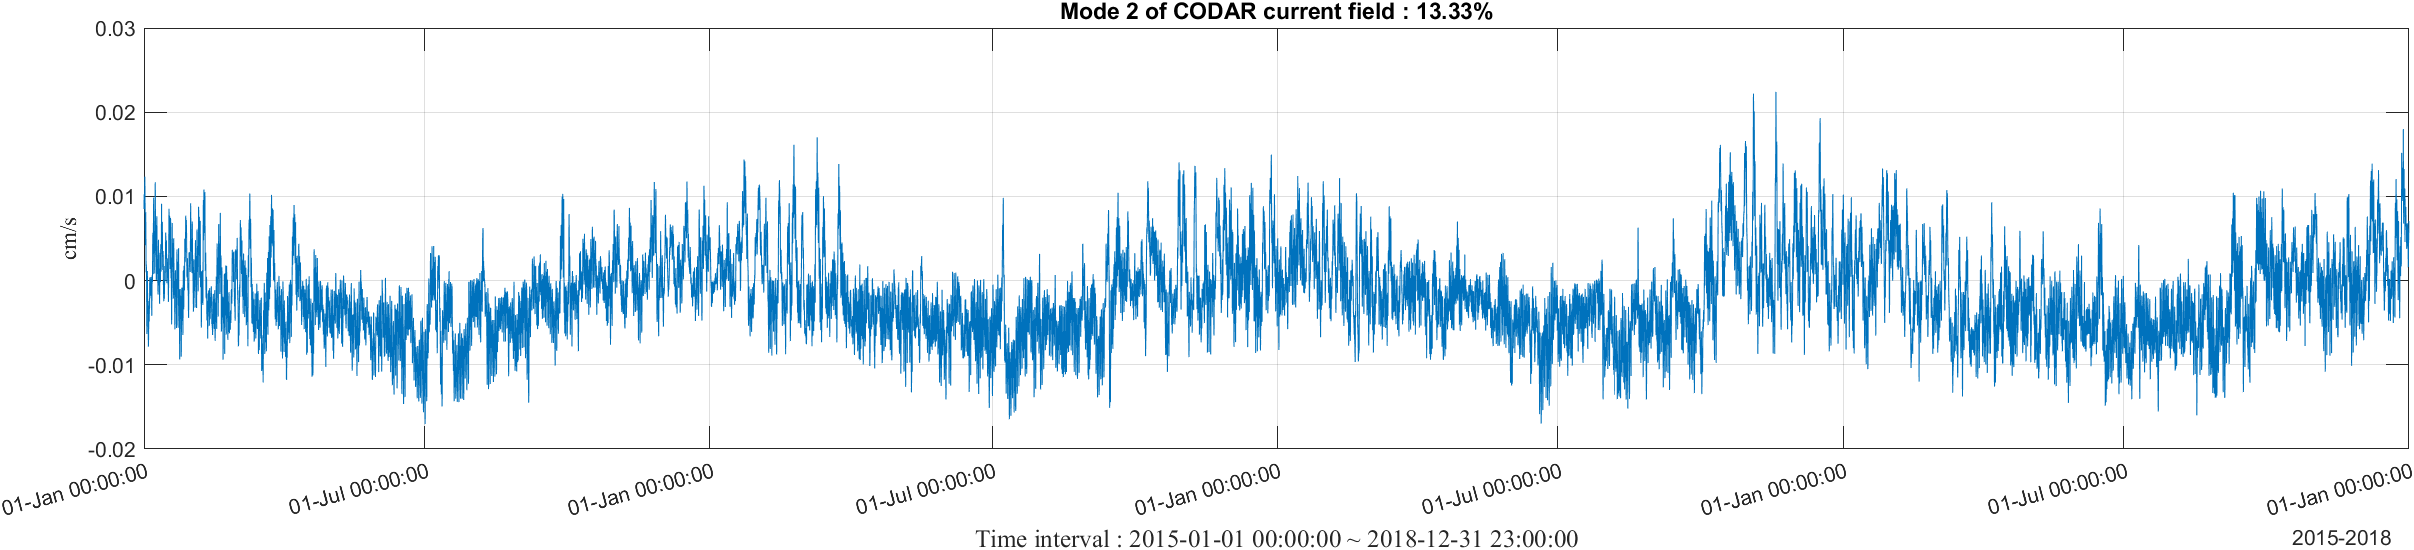 Mode 2 of CODAR current field : 13.33%
0.03
0.02
0.01
0
-0.01
-0.02
cm/s
01-Jan 00:00:00
01-Jul 00:00:00
01-Jan 00:00:00
01-Jul 00:00:00
01-Jan 00:00:00
01-Jul 00:00:00
01-Jan 00:00:00
01-Jul 00:00:00
01-Jan 00:00:00
Time interval : 2015-01-01 00:00:00 ~ 2018-12-31 23:00:00
2015-2018